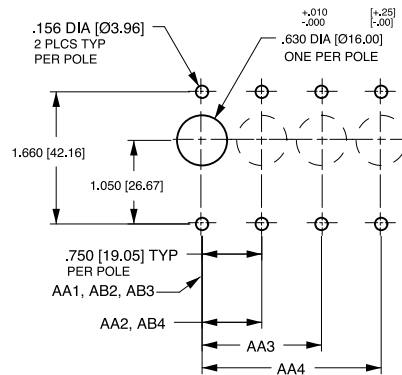 .156 DIA [Ø3.96]
2 PLCS TYP
PER POLE
+.010
-.000
[+.25]
[-.00]
.630 DIA [Ø16.00]
ONE PER POLE
1.660 [42.16]
1.050 [26.67]
.750 [19.05] TYP
PER POLE
AA1, AB2, AB3
AA2, AB4
AA3
AA4